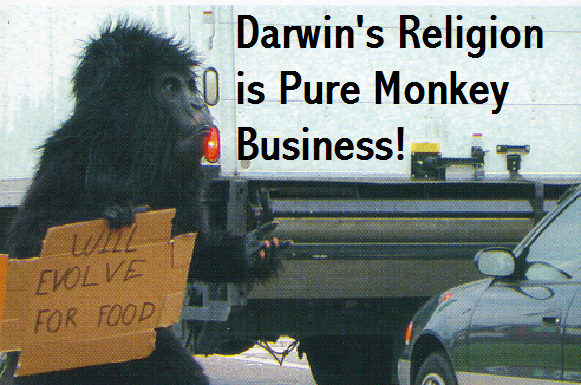 Darwin's Religion
is Pure Monkey
Business!
WILL
EVOLVE
FOR FOOD